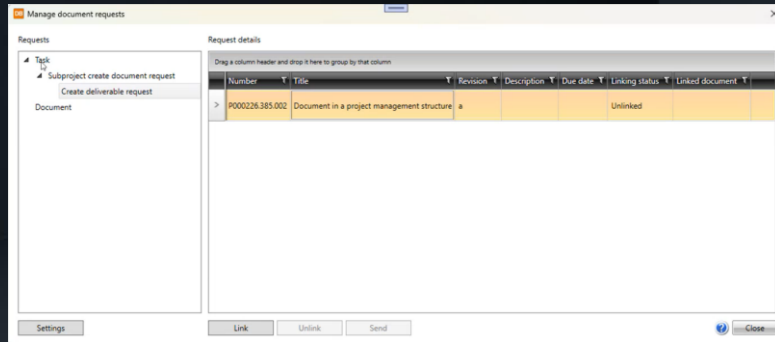 DB Manage document requests
Requests
Request details
Task
Subproject create document request
Create deliverable request
Document
Drag a column header and drop it here to group by that column
Number Title Revision Description Due date Linking status Linked document
P000226.385.002 Document in a project management structure a Unlinked
Settings
Link Unlink Send
Close